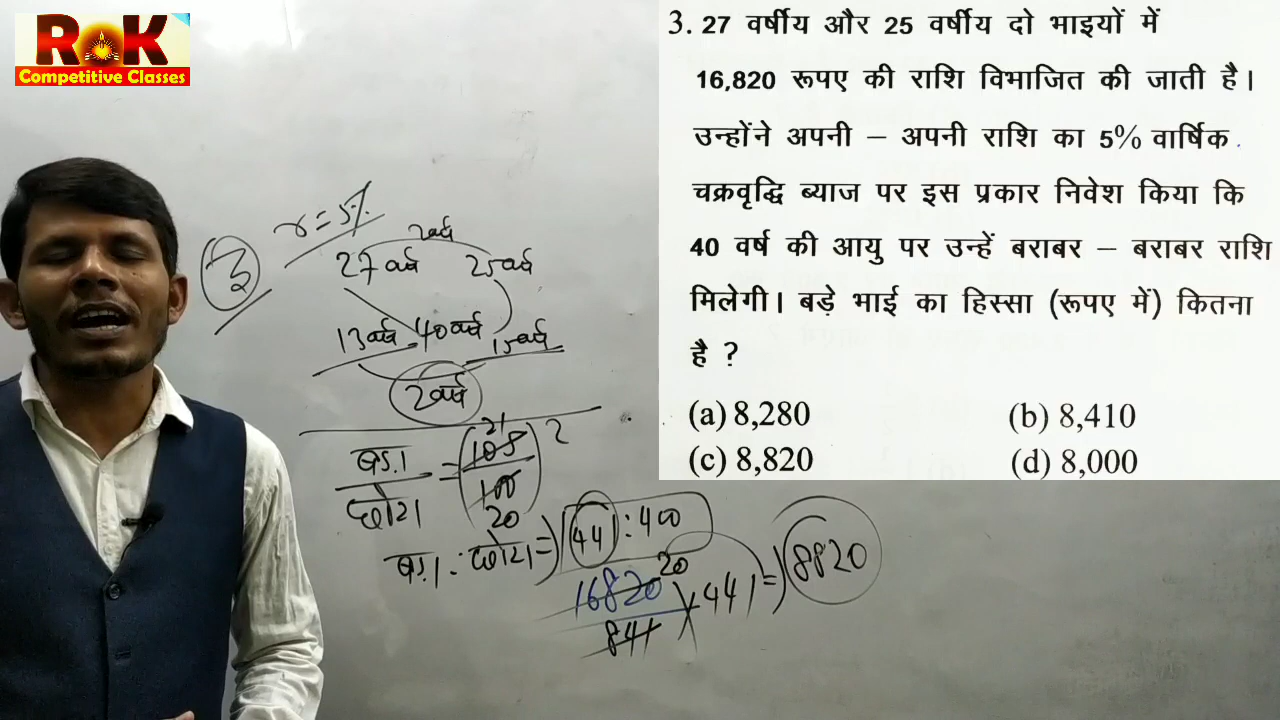 ROK
Competitive Classes
3. 27 वर्षीय और 25 वर्षीय दो भाइयों में
16,820 रूपए की राशि विभाजित की जाती है।
उन्होंने अपनी – अपनी राशि का 5% वार्षिक
चक्रवृद्धि ब्याज पर इस प्रकार निवेश किया कि
40 वर्ष की आयु पर उन्हें बराबर – बराबर राशि
मिलेगी। बड़े भाई का हिस्सा (रूपए में) कितना
है ?
(a) 8,280 (b) 8,410
(c) 8,820 (d) 8,000
3
r = 5%
2वर्ष
27 वर्ष 25वर्ष
13वर्ष 40वर्ष 15वर्ष
2वर्ष
21
बड़ा/छोटा = (105/100)2
20
बड़ा : छोटा => 441 : 400
20
16820/841 × 441 => 8820